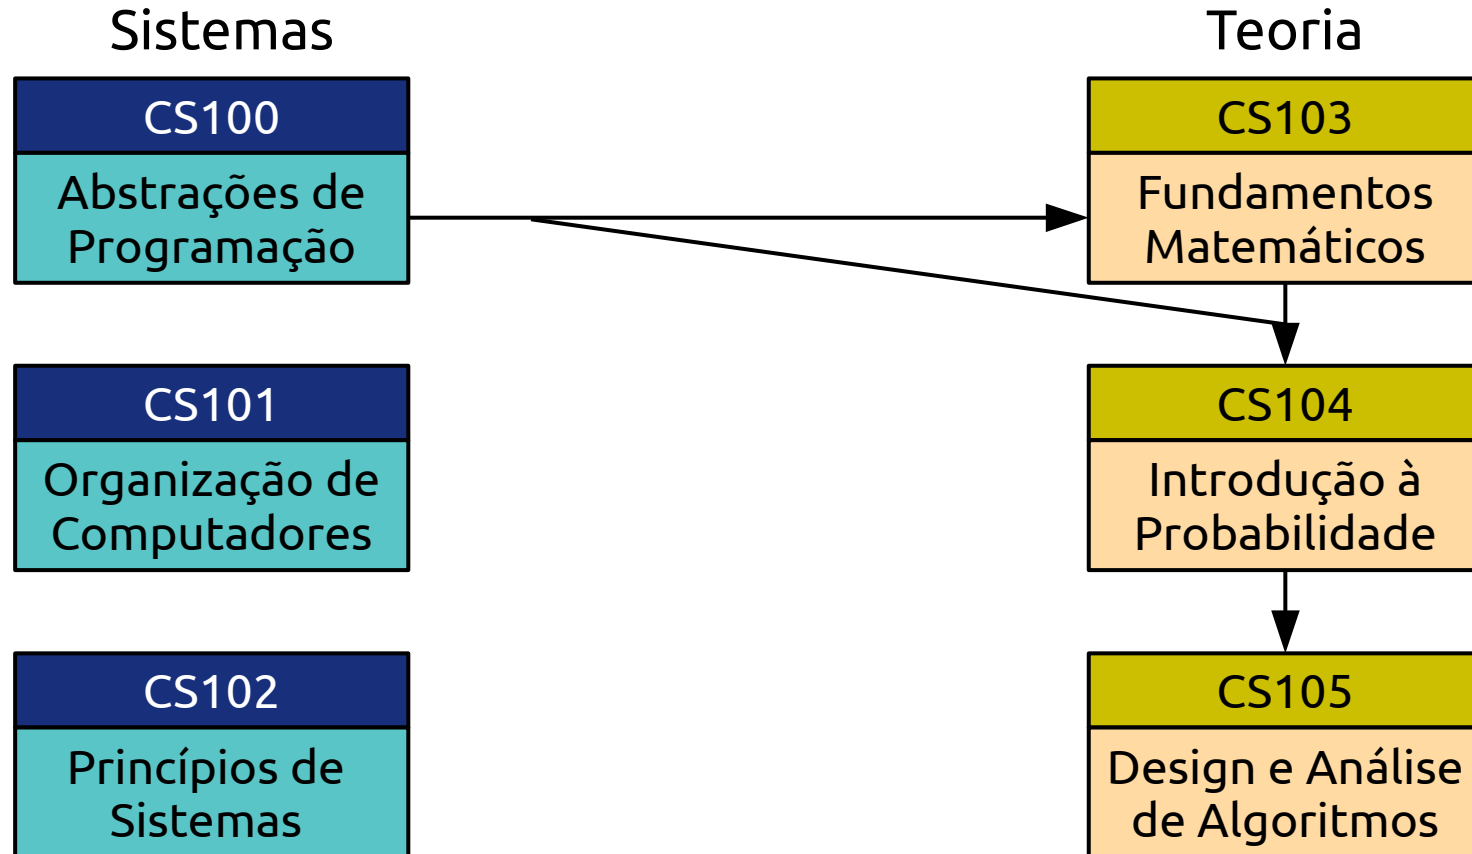 Sistemas
Teoria
CS100
Abstrações de
Programação
CS103
Fundamentos
Matemáticos
CS101
Organização de
Computadores
CS104
Introdução à
Probabilidade
CS102
Princípios de
Sistemas
CS105
Design e Análise
de Algoritmos